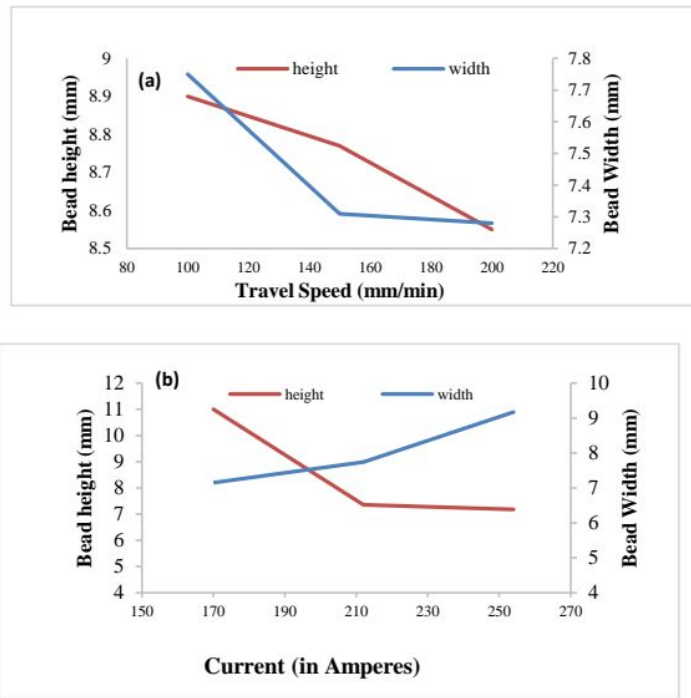 (a)
height width
Bead height (mm)
9
8.9
8.8
8.7
8.6
8.5
7.8
7.7
7.6
7.5
7.4
7.3
7.2
Bead Width (mm)
80 100 120 140 160 180 200 220
Travel Speed (mm/min)
(b)
height width
Bead height (mm)
12
11
10
9
8
7
6
5
4
10
9
8
7
6
5
4
Bead Width (mm)
150 170 190 210 230 250 270
Current (in Amperes)